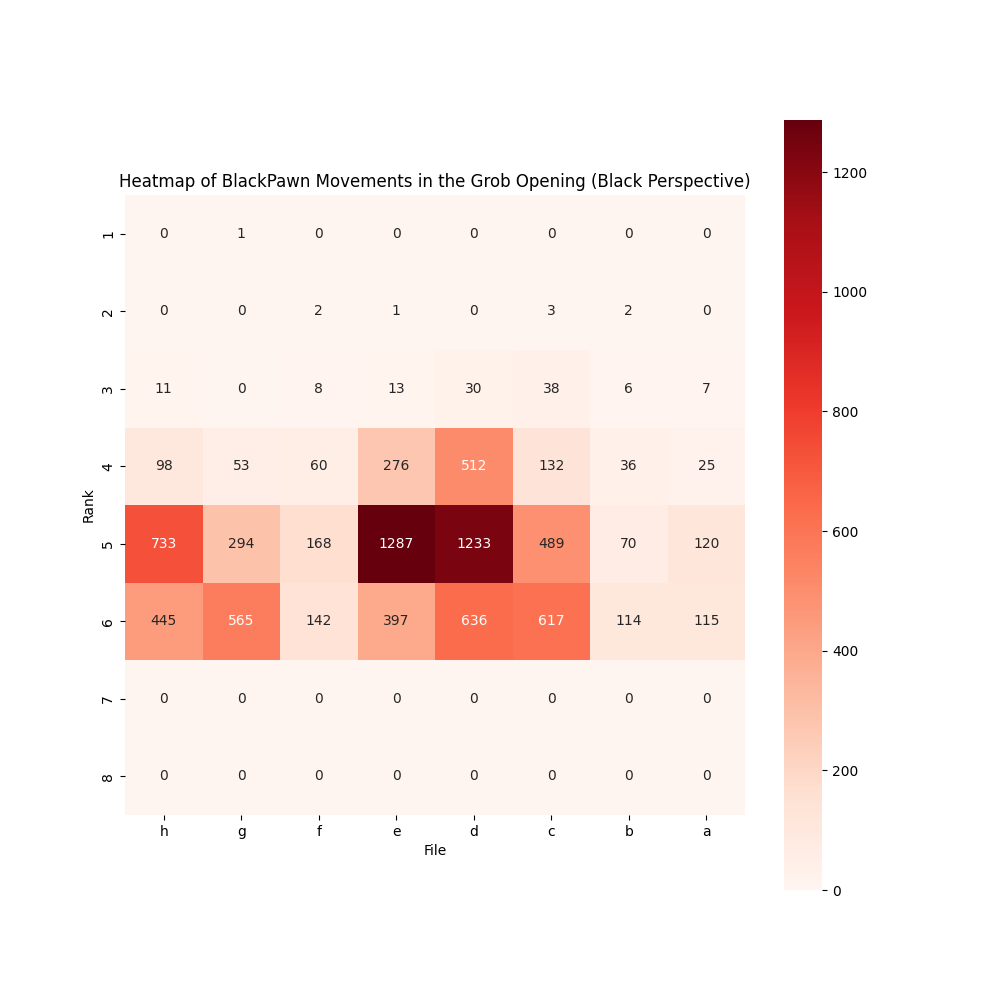 Heatmap of BlackPawn Movements in the Grob Opening (Black Perspective)
1 0 1 0 0 0 0 0 0
2 0 0 2 1 0 3 2 0
3 11 0 8 13 30 38 6 7
4 98 53 60 276 512 132 36 25
5 733 294 168 1287 1233 489 70 120
6 445 565 142 397 636 617 114 115
7 0 0 0 0 0 0 0 0
8 0 0 0 0 0 0 0 0
h g f e d c b a
Rank
File
1200
1000
800
600
400
200
0